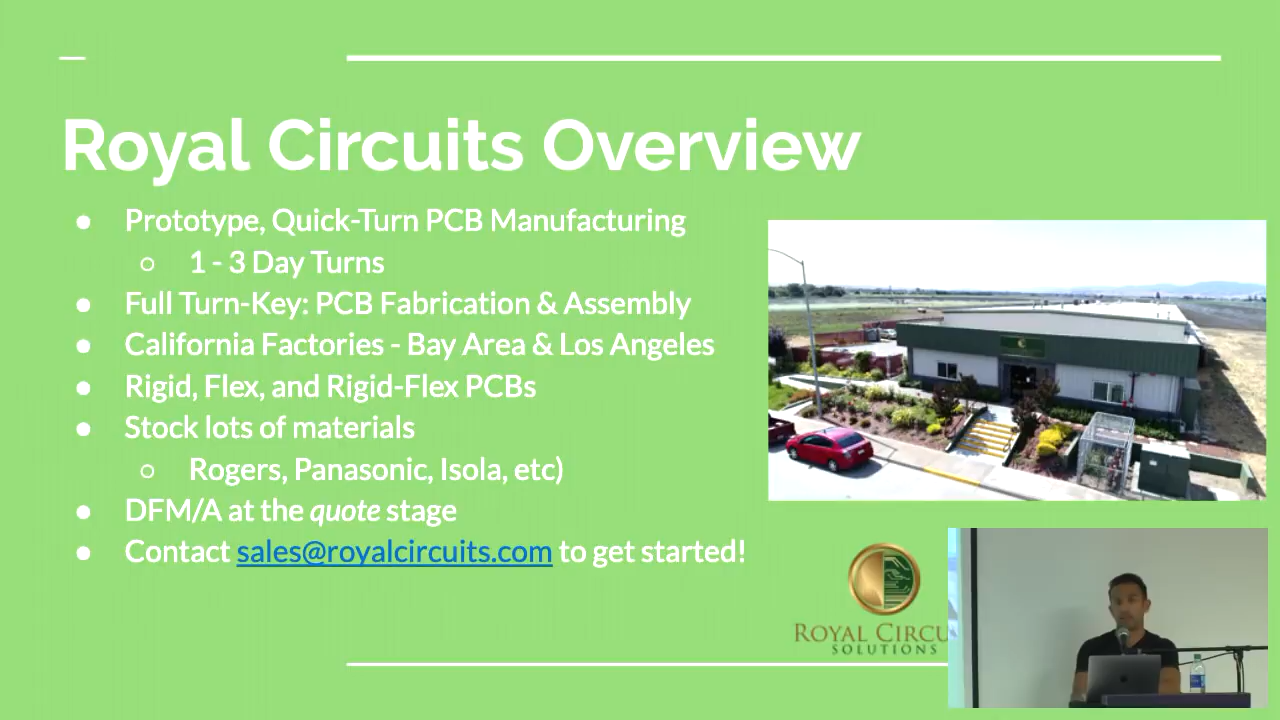 Royal Circuits Overview
● Prototype, Quick-Turn PCB Manufacturing
○ 1 - 3 Day Turns
● Full Turn-Key: PCB Fabrication & Assembly
● California Factories - Bay Area & Los Angeles
● Rigid, Flex, and Rigid-Flex PCBs
● Stock lots of materials
○ Rogers, Panasonic, Isola, etc)
● DFM/A at the quote stage
● Contact sales@royalcircuits.com to get started!
ROYAL CIRCU
SOLUTIONS